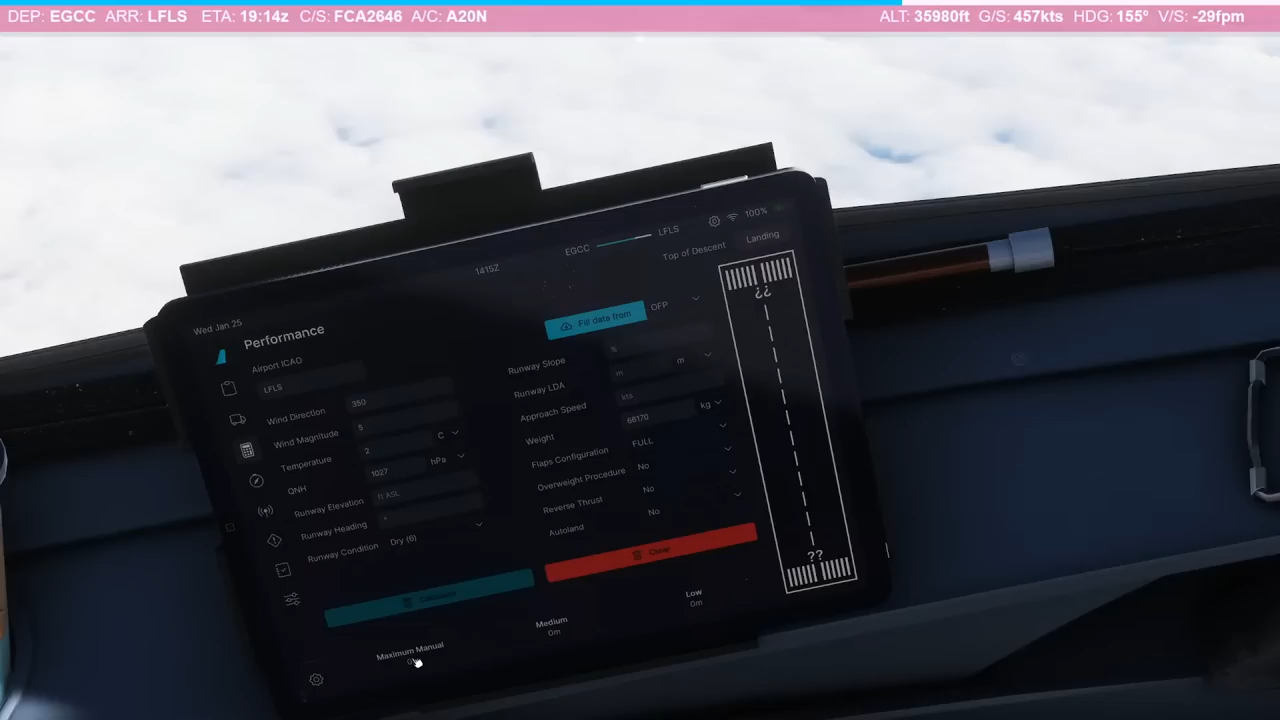 DEP: EGCC ARR: LFLS ETA: 19:14z C/S: FCA2646 A/C: A20N
ALT: 35980ft G/S: 457kts HDG: 155° V/S: -29fpm
Wed Jan 25
1415Z
EGCC
LFLS
100%
Performance
Top of Descent
Landing
Fill data from
OFP
Airport ICAO
LFLS
Wind Direction
350
Wind Magnitude
5
Temperature
2
C
QNH
1027
hPa
Runway Elevation
ft ASL
Runway Heading
°
Runway Condition
Dry (6)
Runway Slope
%
Runway LDA
m
m
Approach Speed
kts
Weight
66170
kg
Flaps Configuration
FULL
Overweight Procedure
No
Reverse Thrust
No
Autoland
No
Calculate
Clear
Maximum Manual
Medium
0m
Low
0m
??
??